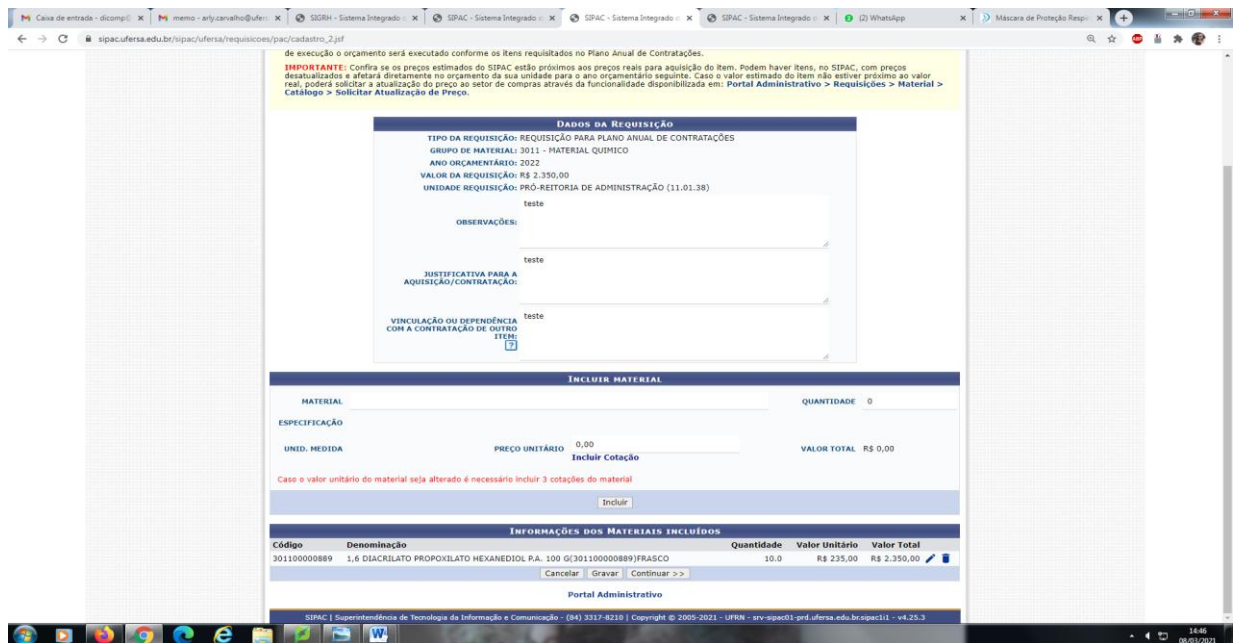 Caixa de entrada - dicomp@
memo - arly.carvalho@ufer
SIGRH - Sistema Integrado
SIPAC - Sistema Integrado
SIPAC - Sistema Integrado
SIPAC - Sistema Integrado
(2) WhatsApp
Máscara de Proteção Respi
sipac.ufersa.edu.br/sipac/ufersa/requisicoes/pac/cadastro_2.jsf
de execução o orçamento será executado conforme os itens requisitados no Plano Anual de Contratações.
IMPORTANTE: Confira se os preços estimados do SIPAC estão próximos aos preços reais para aquisição do item. Podem haver itens, no SIPAC, com preços
desatualizados e afetará diretamente no orçamento da sua unidade para o ano orçamentário seguinte. Caso o valor estimado do item não estiver próximo ao valor
real, poderá solicitar a atualização do preço ao setor de compras através da funcionalidade disponibilizada em: Portal Administrativo > Requisições > Material >
Catálogo > Solicitar Atualização de Preço.
DADOS DA REQUISIÇÃO
TIPO DA REQUISIÇÃO: REQUISIÇÃO PARA PLANO ANUAL DE CONTRATAÇÕES
GRUPO DE MATERIAL: 3011 - MATERIAL QUIMICO
ANO ORÇAMENTÁRIO: 2022
VALOR DA REQUISIÇÃO: R$ 2.350,00
UNIDADE REQUISIÇÃO: PRÓ-REITORIA DE ADMINISTRAÇÃO (11.01.38)
teste
OBSERVAÇÕES:
teste
JUSTIFICATIVA PARA A
AQUISIÇÃO/CONTRATAÇÃO:
teste
VINCULAÇÃO OU DEPENDÊNCIA
COM A CONTRATAÇÃO DE OUTRO
ITEM:
?
INCLUIR MATERIAL
MATERIAL QUANTIDADE 0
ESPECIFICAÇÃO
UNID. MEDIDA PREÇO UNITÁRIO 0,00 VALOR TOTAL R$ 0,00
Incluir Cotação
Caso o valor unitário do material seja alterado é necessário incluir 3 cotações do material
Incluir
INFORMAÇÕES DOS MATERIAIS INCLUÍDOS
Código Denominação Quantidade Valor Unitário Valor Total
301100000889 1,6 DIACRILATO PROPOXILATO HEXANEDIOL P.A. 100 G(301100000889)FRASCO 10.0 R$ 235,00 R$ 2.350,00
Cancelar Gravar Continuar >>
Portal Administrativo
SIPAC | Superintendência de Tecnologia da Informação e Comunicação - (84) 3317-8210 | Copyright © 2005-2021 - UFRN - srv-sipac01-prd.ufersa.edu.br.sipac1i1 - v4.25.3
14:46
08/03/2021